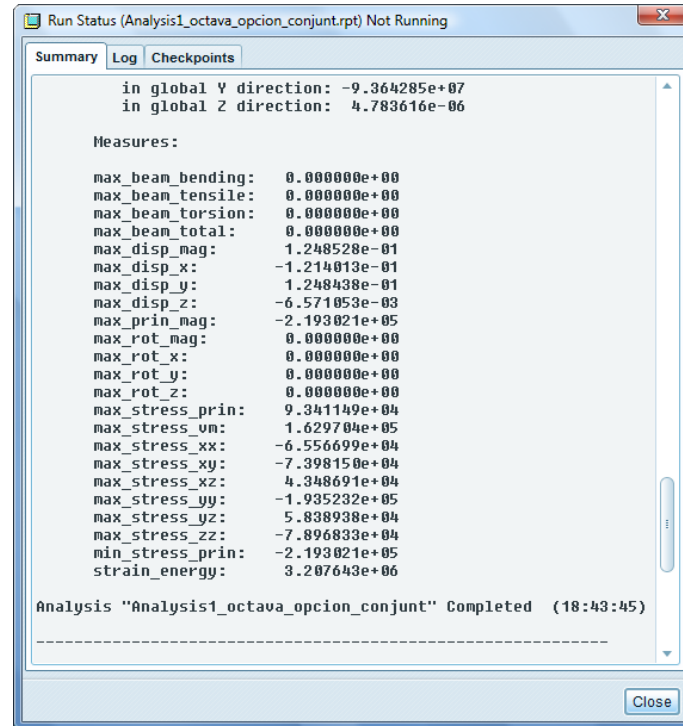 Run Status (Analysis1_octava_opcion_conjunt.rpt) Not Running
Summary Log Checkpoints
in global Y direction: -9.364285e+07
in global Z direction: 4.783616e-06
Measures:
max_beam_bending: 0.000000e+00
max_beam_tensile: 0.000000e+00
max_beam_torsion: 0.000000e+00
max_beam_total: 0.000000e+00
max_disp_mag: 1.248528e-01
max_disp_x: -1.214013e-01
max_disp_y: 1.248438e-01
max_disp_z: -6.571053e-03
max_prin_mag: -2.193021e+05
max_rot_mag: 0.000000e+00
max_rot_x: 0.000000e+00
max_rot_y: 0.000000e+00
max_rot_z: 0.000000e+00
max_stress_prin: 9.341149e+04
max_stress_vm: 1.629704e+05
max_stress_xx: -6.556699e+04
max_stress_xy: -7.398150e+04
max_stress_xz: 4.348691e+04
max_stress_yy: -1.935232e+05
max_stress_yz: 5.838938e+04
max_stress_zz: -7.896833e+04
min_stress_prin: -2.193021e+05
strain_energy: 3.207643e+06
Analysis "Analysis1_octava_opcion_conjunt" Completed (18:43:45)
------------------------------------------------------------
Close